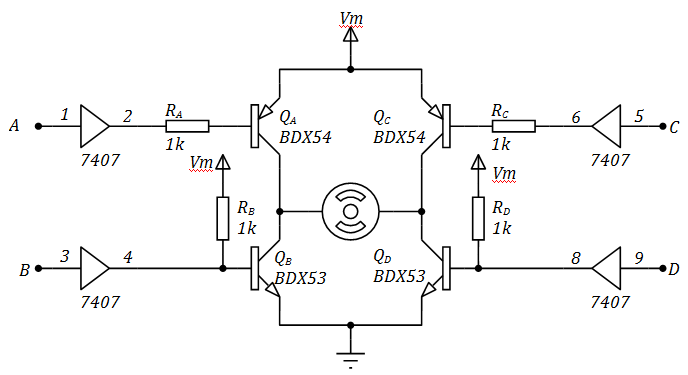 Vm
A
1
2
7407
R_A
1k
Q_A
BDX54
Q_C
BDX54
R_C
1k
6
5
7407
C
Vm
R_B
1k
Vm
R_D
1k
B
3
4
7407
Q_B
BDX53
Q_D
BDX53
8
9
7407
D